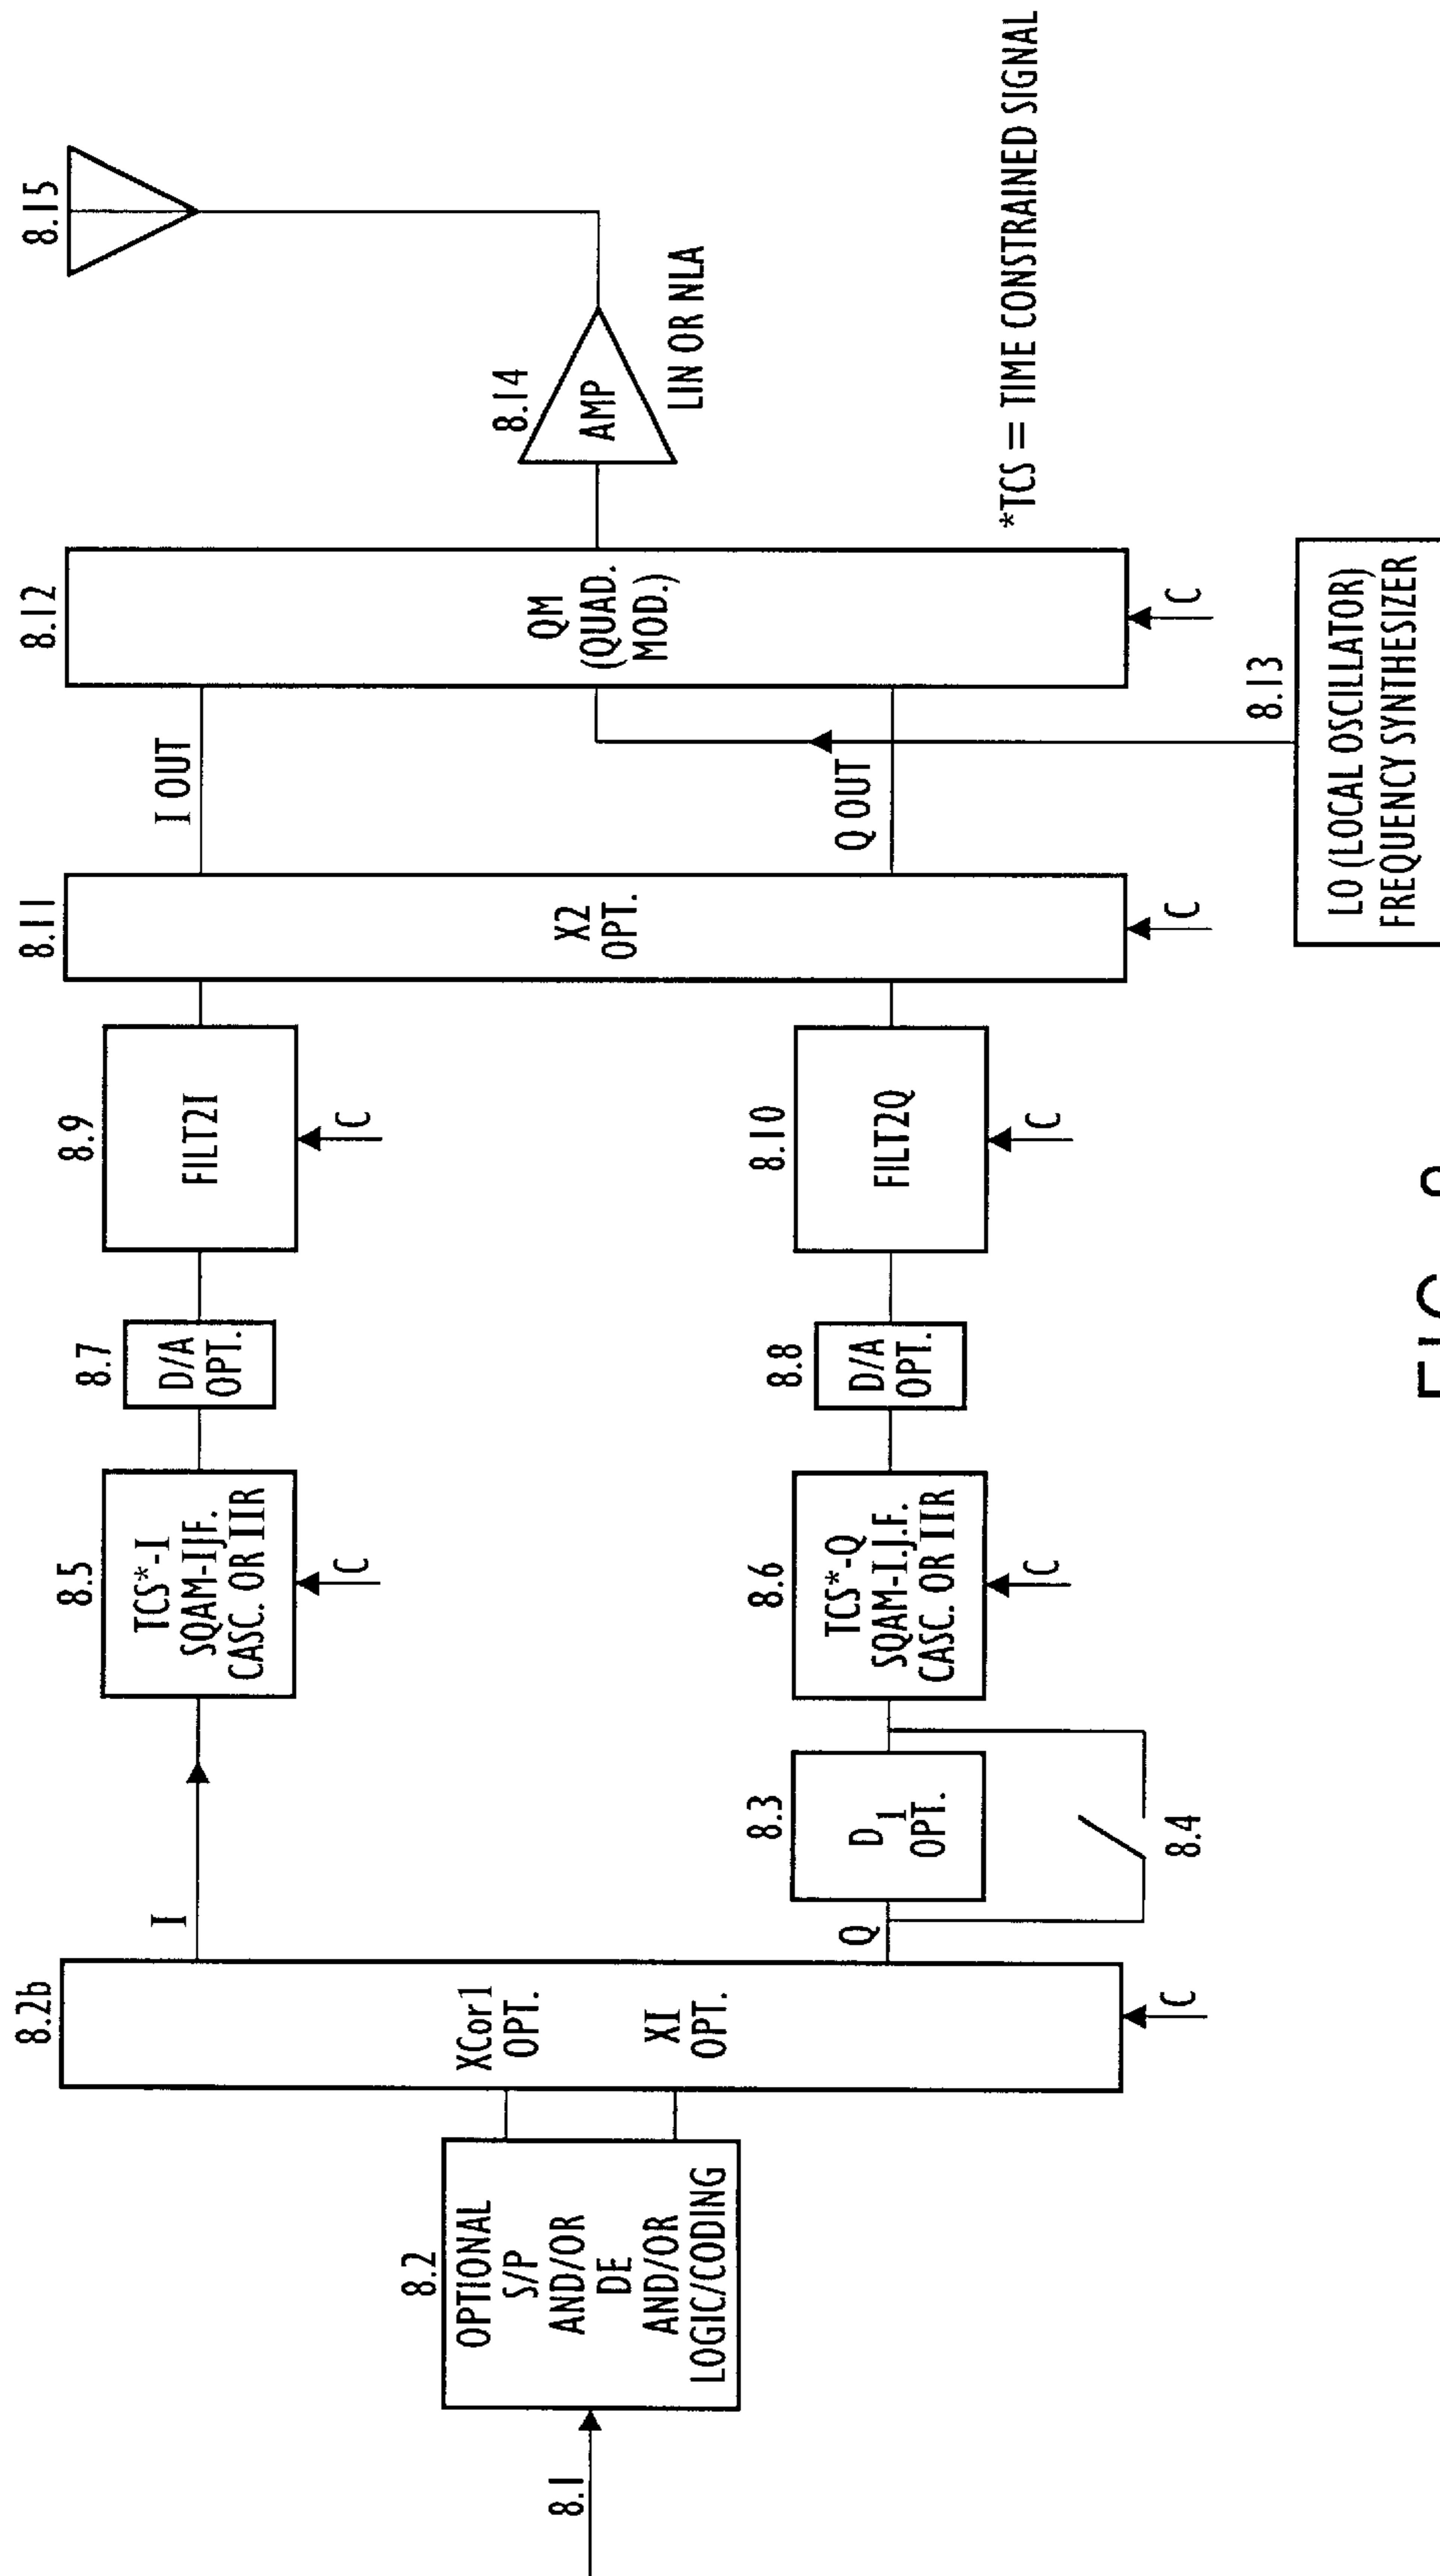 8.1
8.2
OPTIONAL
S/P
AND/OR
DE
AND/OR
LOGIC/CODING
8.2b
XCor1
OPT.
XI
OPT.
C
I
Q
8.3
D1
OPT.
8.4
8.5
TCS*-I
SQAM-IJF.
CASC. OR IIR
C
8.6
TCS*-Q
SQAM-I.J.F.
CASC. OR IIR
C
8.7
D/A
OPT.
8.8
D/A
OPT.
8.9
FILT2I
C
8.10
FILT2Q
C
8.11
X2
OPT.
C
I OUT
Q OUT
8.12
QM
(QUAD.
MOD.)
C
8.13
LO (LOCAL OSCILLATOR)
FREQUENCY SYNTHESIZER
8.14
AMP
LIN OR NLA
8.15
*TCS = TIME CONSTRAINED SIGNAL